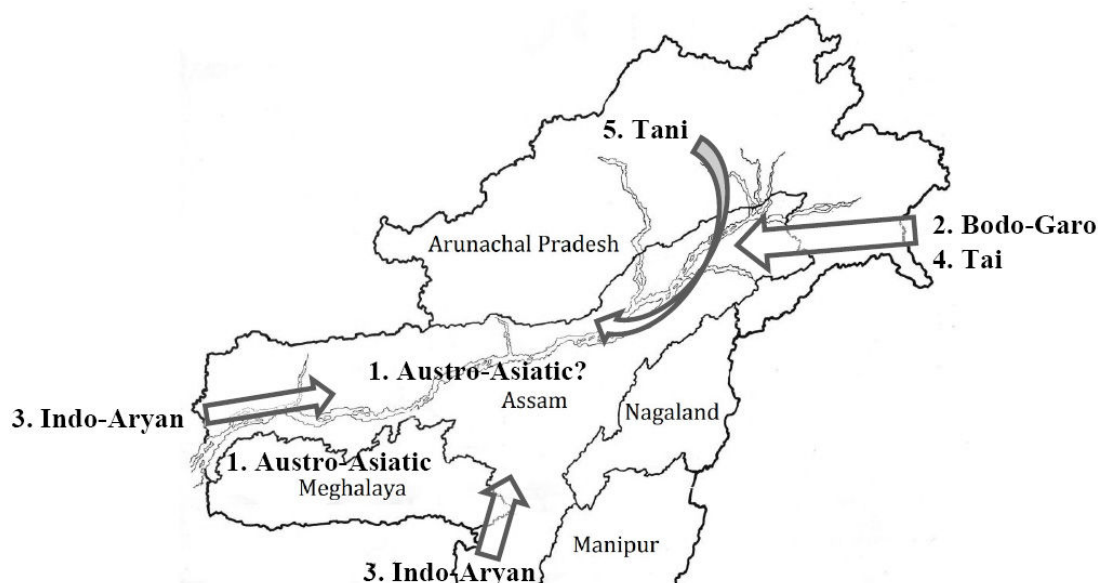 5. Tani
2. Bodo-Garo
Arunachal Pradesh
4. Tai
1. Austro-Asiatic?
Assam
3. Indo-Aryan
Nagaland
1. Austro-Asiatic
Meghalaya
Manipur
3. Indo-Aryan